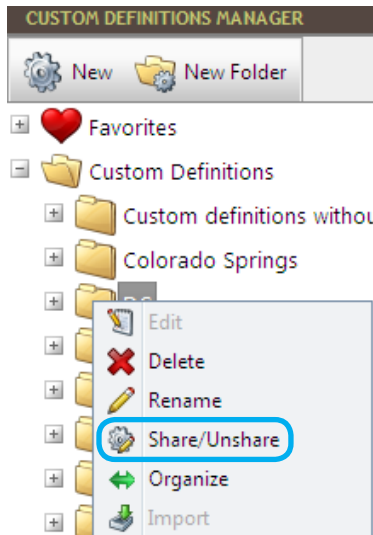 CUSTOM DEFINITIONS MANAGER
New New Folder
Favorites
Custom Definitions
Custom definitions withou
Colorado Springs
Edit
Delete
Rename
Share/Unshare
Organize
Import